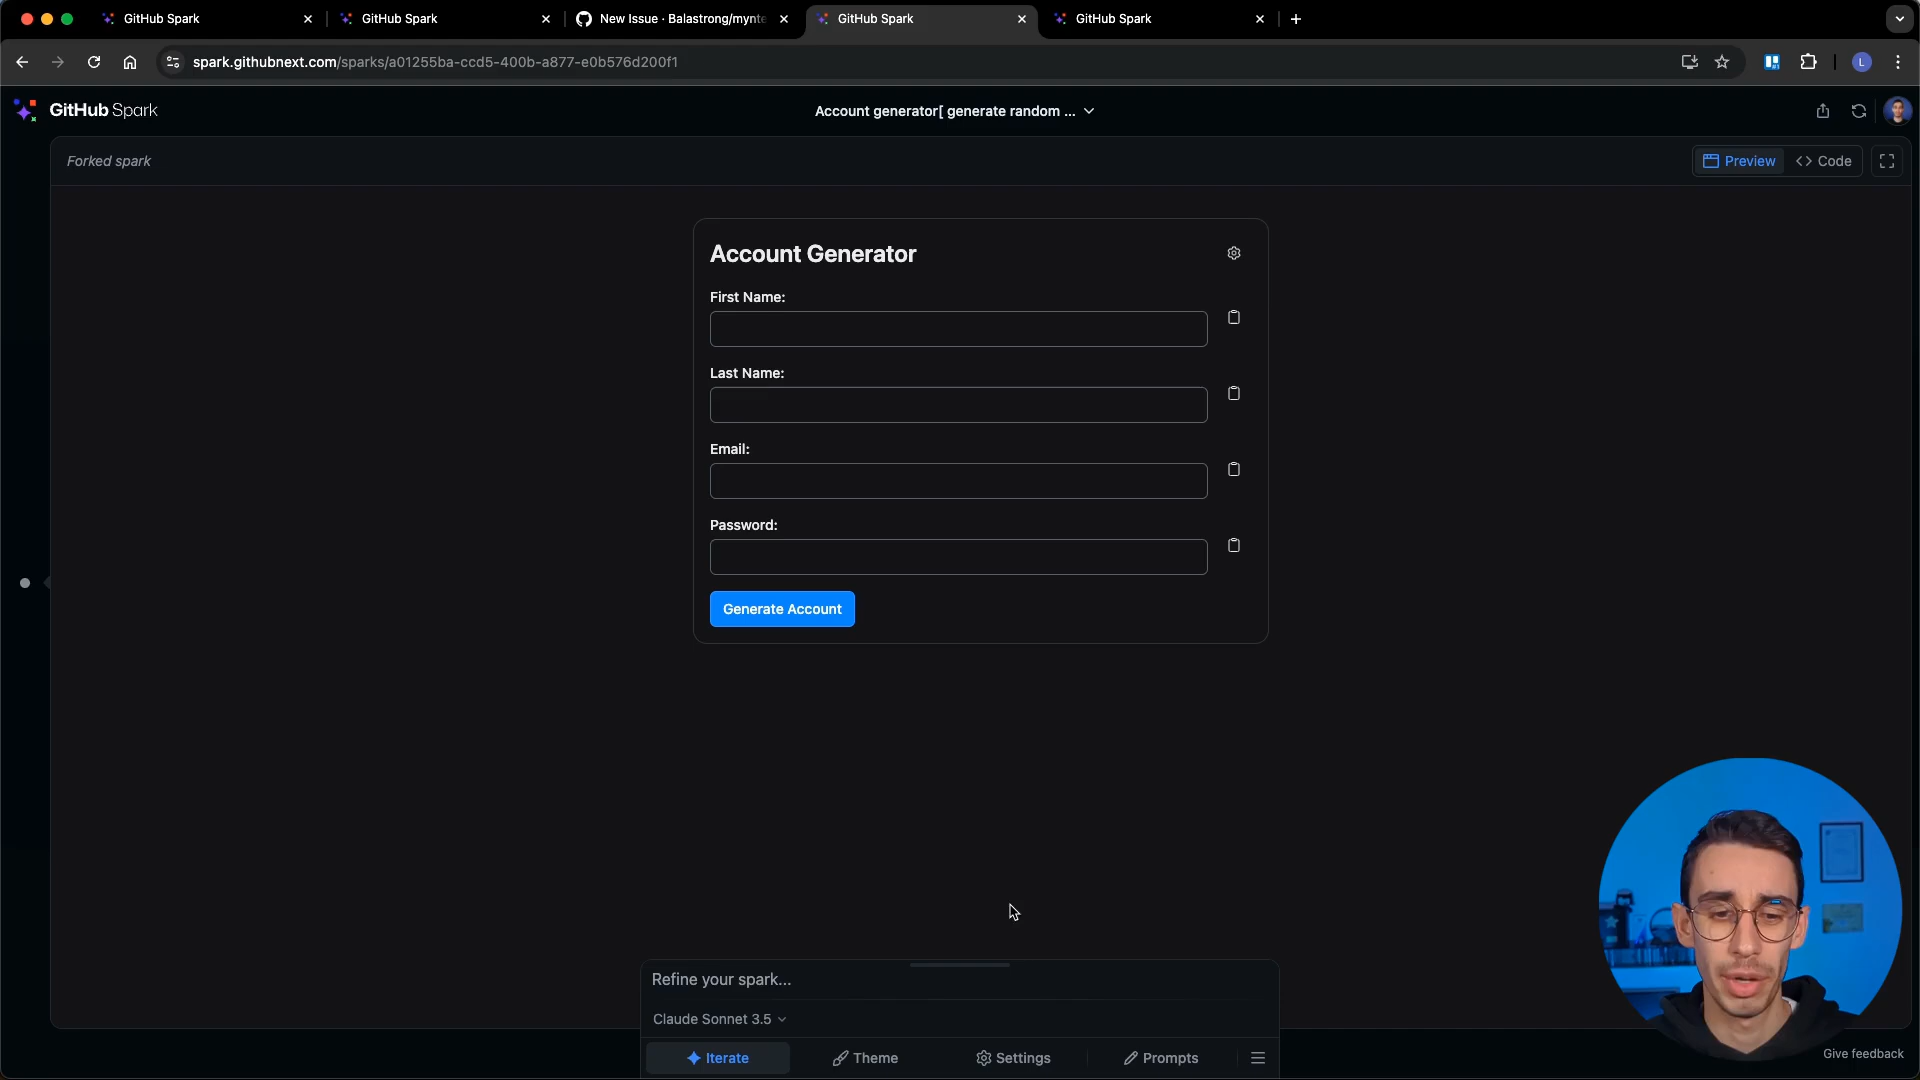 GitHub Spark
GitHub Spark
New Issue · Balastrong/mynte
GitHub Spark
GitHub Spark
spark.githubnext.com/sparks/a01255ba-ccd5-400b-a877-e0b576d200f1
L
GitHub Spark
Account generator[ generate random ...
Forked spark
Preview
Code
Account Generator
First Name:
Last Name:
Email:
Password:
Generate Account
Refine your spark...
Claude Sonnet 3.5
Iterate
Theme
Settings
Prompts
Give feedback